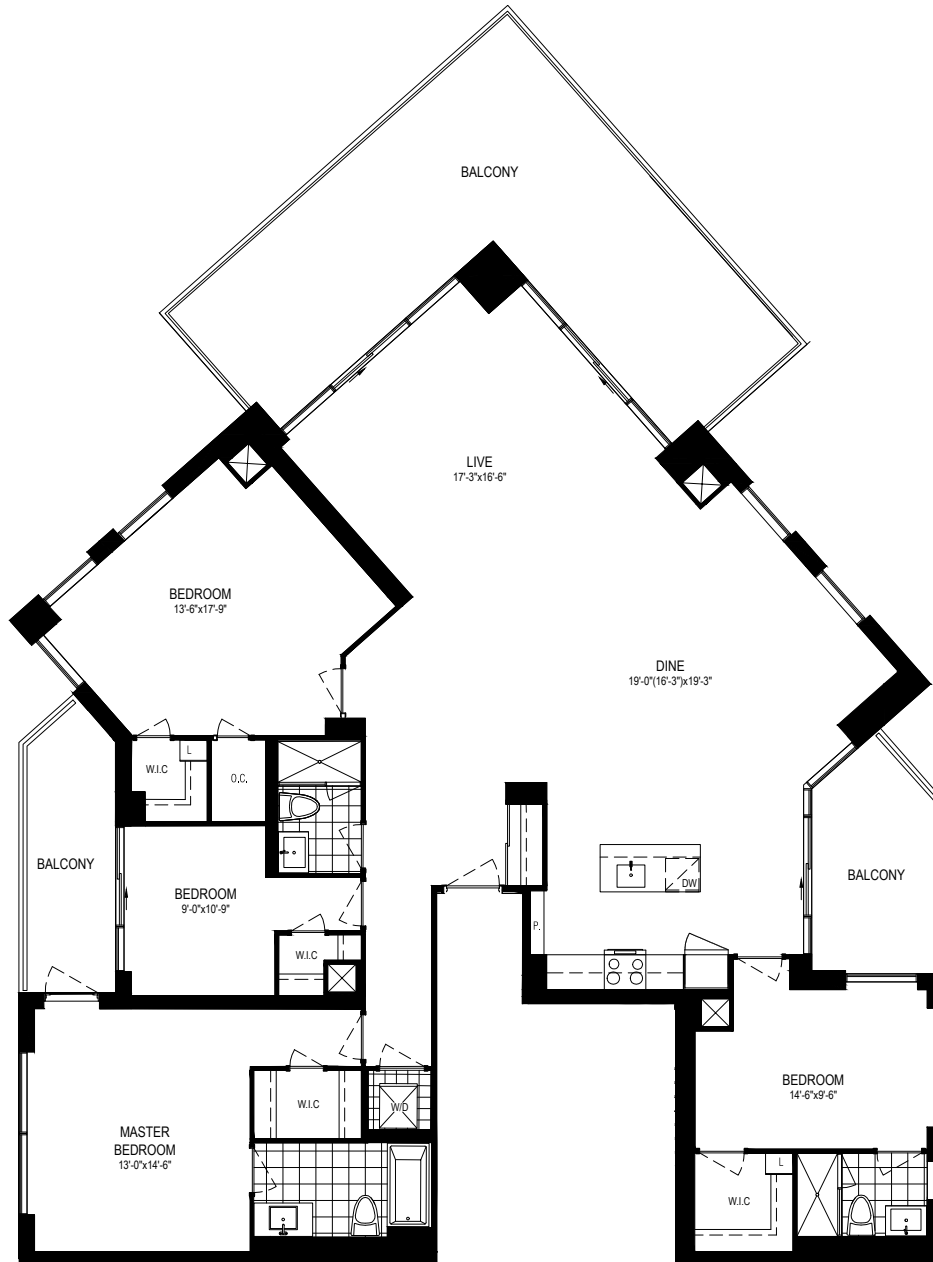 BALCONY
LIVE
17'-3"x16'-6"
BEDROOM
13'-6"x17'-9"
DINE
19'-0"(16'-3")x19'-3"
L
W.I.C
O.C.
BALCONY
BEDROOM
9'-0"x10'-9"
W.I.C
P.
DW
BALCONY
MASTER
BEDROOM
13'-0"x14'-6"
W.I.C
W/D
BEDROOM
14'-6"x9'-6"
L
W.I.C